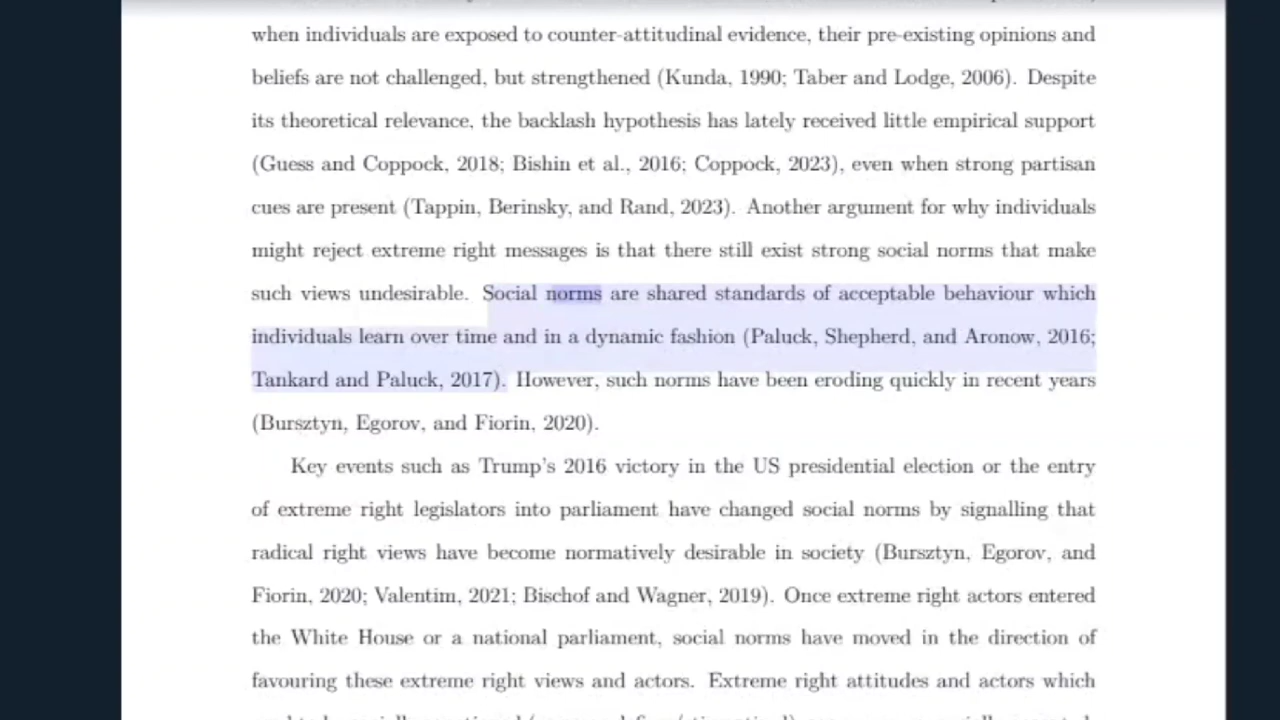 when individuals are exposed to counter-attitudinal evidence, their pre-existing opinions and
beliefs are not challenged, but strengthened (Kunda, 1990; Taber and Lodge, 2006). Despite
its theoretical relevance, the backlash hypothesis has lately received little empirical support
(Guess and Coppock, 2018; Bishin et al., 2016; Coppock, 2023), even when strong partisan
cues are present (Tappin, Berinsky, and Rand, 2023). Another argument for why individuals
might reject extreme right messages is that there still exist strong social norms that make
such views undesirable. Social norms are shared standards of acceptable behaviour which
individuals learn over time and in a dynamic fashion (Paluck, Shepherd, and Aronow, 2016;
Tankard and Paluck, 2017). However, such norms have been eroding quickly in recent years
(Bursztyn, Egorov, and Fiorin, 2020).
Key events such as Trump's 2016 victory in the US presidential election or the entry
of extreme right legislators into parliament have changed social norms by signalling that
radical right views have become normatively desirable in society (Bursztyn, Egorov, and
Fiorin, 2020; Valentim, 2021; Bischof and Wagner, 2019). Once extreme right actors entered
the White House or a national parliament, social norms have moved in the direction of
favouring these extreme right views and actors. Extreme right attitudes and actors which